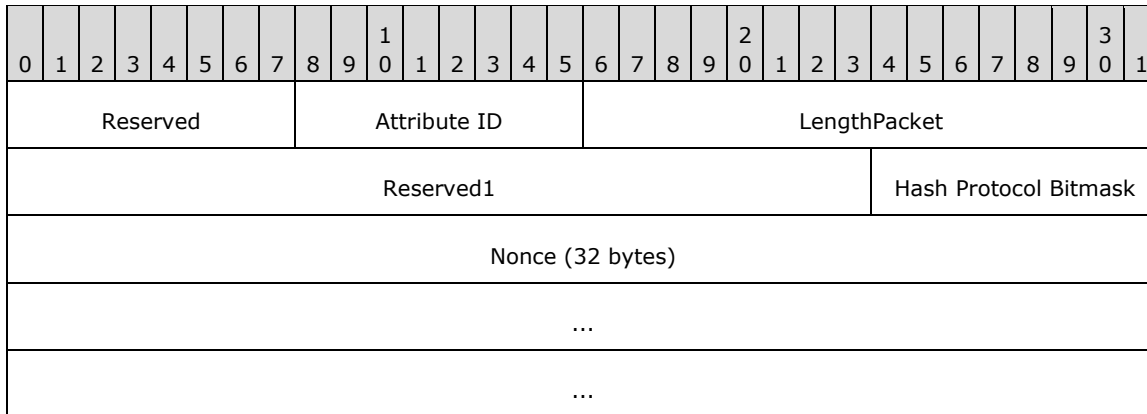 1 2 3
0 1 2 3 4 5 6 7 8 9 0 1 2 3 4 5 6 7 8 9 0 1 2 3 4 5 6 7 8 9 0 1
Reserved Attribute ID LengthPacket
Reserved1 Hash Protocol Bitmask
Nonce (32 bytes)
...
...